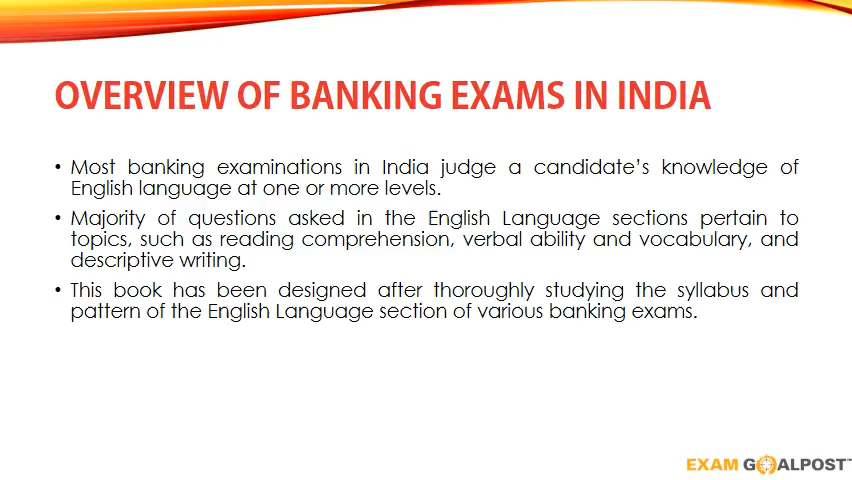 OVERVIEW OF BANKING EXAMS IN INDIA
• Most banking examinations in India judge a candidate’s knowledge of
English language at one or more levels.
• Majority of questions asked in the English Language sections pertain to
topics, such as reading comprehension, verbal ability and vocabulary, and
descriptive writing.
• This book has been designed after thoroughly studying the syllabus and
pattern of the English Language section of various banking exams.
EXAM GOALPOST™